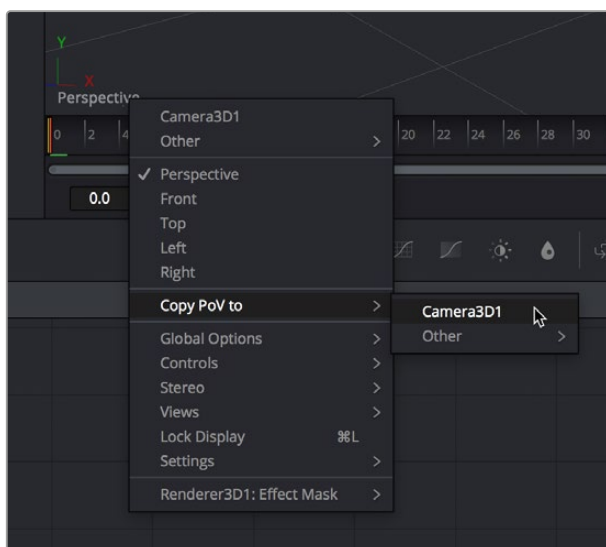 Y
X
Perspective
0 2 4 20 22 24 26 28 30
0.0
Camera3D1
Other
Perspective
Front
Top
Left
Right
Copy PoV to
Camera3D1
Other
Global Options
Controls
Stereo
Views
Lock Display ⌘L
Settings
Renderer3D1: Effect Mask